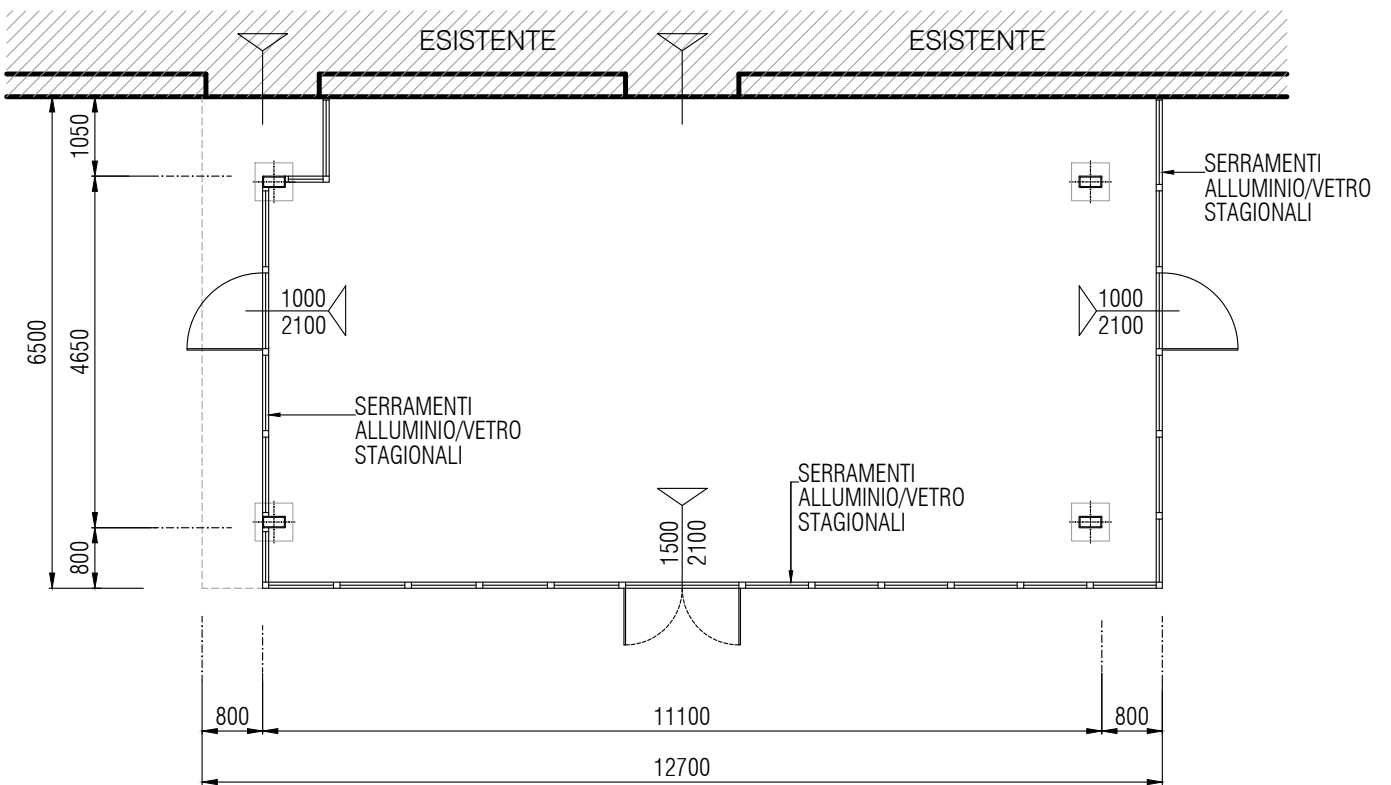 ESISTENTE
ESISTENTE
1050
SERRAMENTI
ALLUMINIO/VETRO
STAGIONALI
1000
2100
1000
2100
6500
4650
SERRAMENTI
ALLUMINIO/VETRO
STAGIONALI
SERRAMENTI
ALLUMINIO/VETRO
STAGIONALI
1500
2100
800
800
11100
800
12700